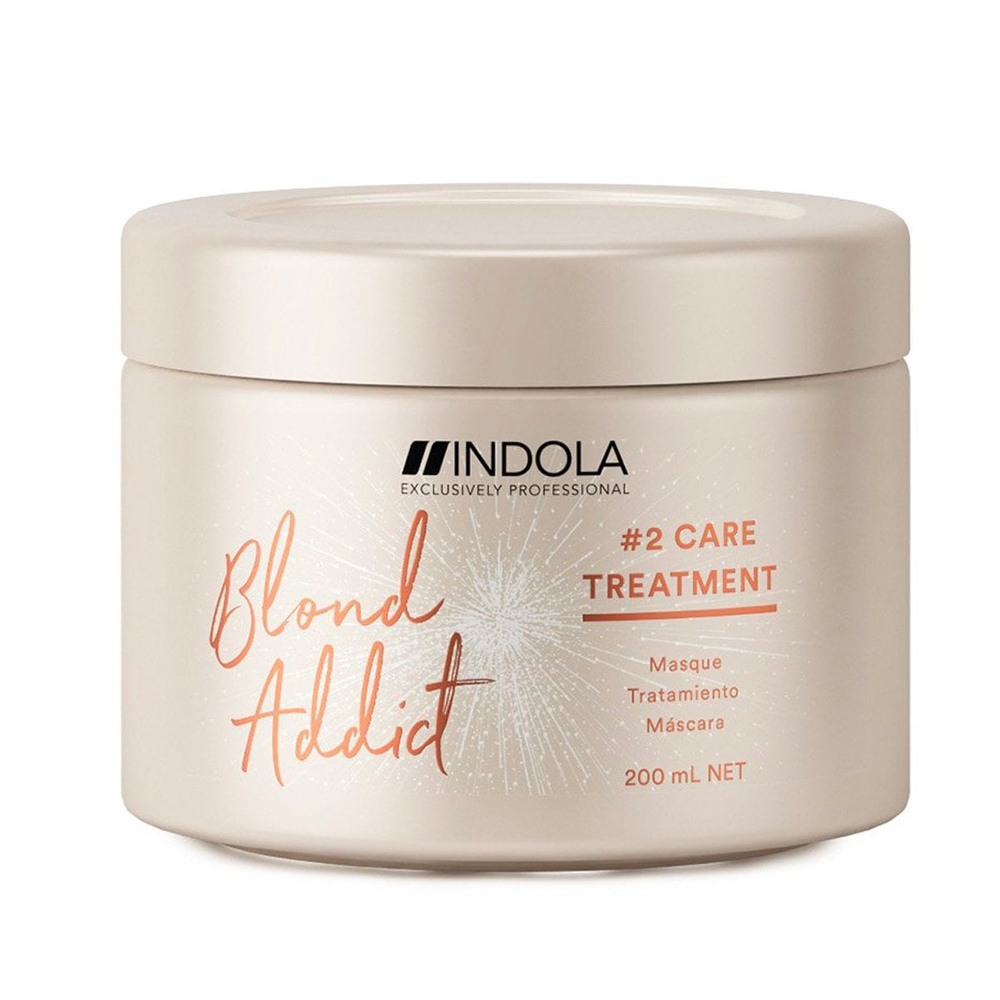 INDOLA
EXCLUSIVELY PROFESSIONAL
Blond
Addict
#2 CARE
TREATMENT
Masque
Tratamiento
Máscara
200 mL NET